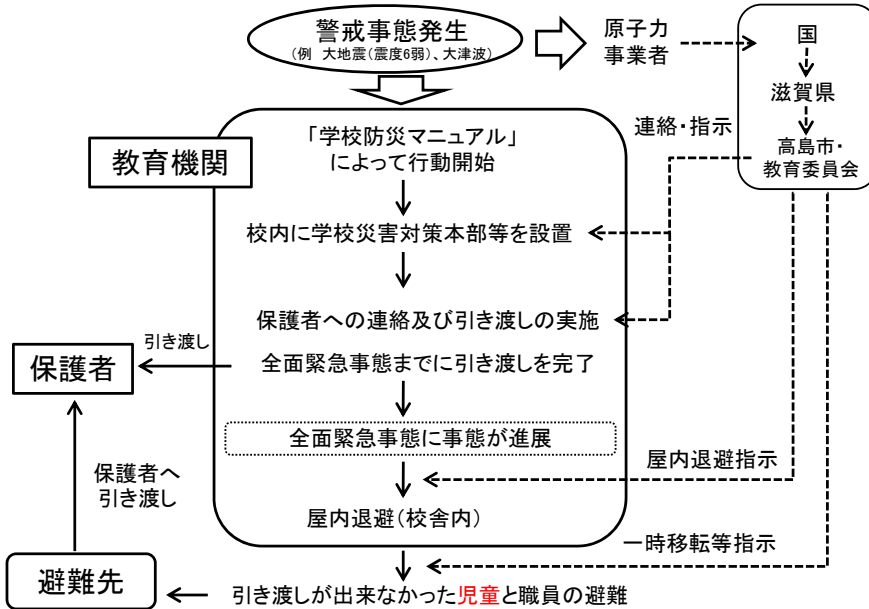 警戒事態発生
(例 大地震(震度6弱)、大津波)
原子力
事業者
国
滋賀県
高島市・
教育委員会
連絡・指示
教育機関
「学校防災マニュアル」
によって行動開始
校内に学校災害対策本部等を設置
保護者への連絡及び引き渡しの実施
引き渡し
保護者
全面緊急事態までに引き渡しを完了
全面緊急事態に事態が進展
屋内退避指示
保護者へ
引き渡し
屋内退避(校舎内)
一時移転等指示
避難先
引き渡しが出来なかった児童と職員の避難